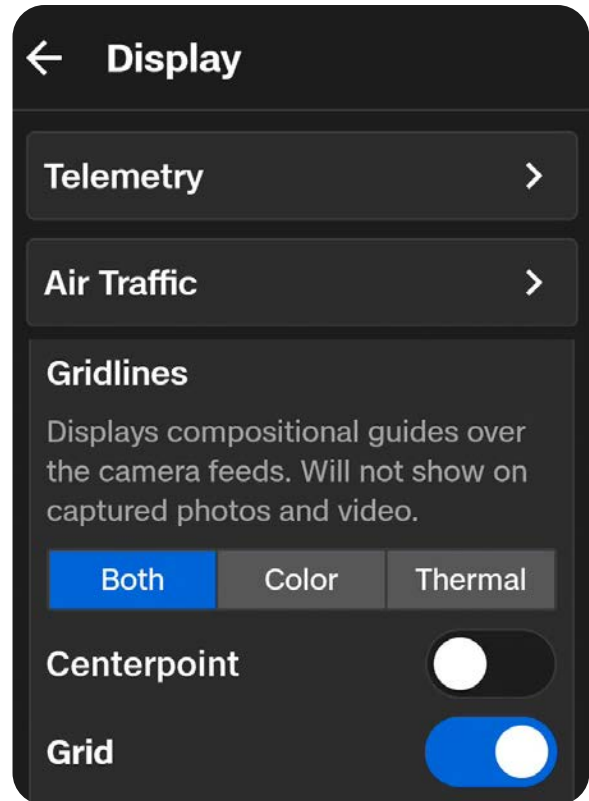 Display
Telemetry
Air Traffic
Gridlines
Displays compositional guides over
the camera feeds. Will not show on
captured photos and video.
Both Color Thermal
Centerpoint
Grid